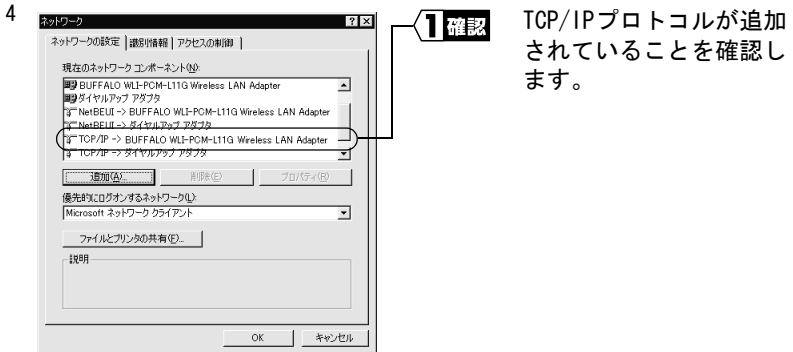 4
ネットワーク
ネットワークの設定 識別情報 アクセスの制御
現在のネットワーク コンポーネント(N):
BUFFALO WLI-PCM-L11G Wireless LAN Adapter
ダイヤルアップ アダプタ
NetBEUI -> BUFFALO WLI-PCM-L11G Wireless LAN Adapter
NetBEUI -> ダイヤルアップ アダプタ
TCP/IP -> BUFFALO WLI-PCM-L11G Wireless LAN Adapter
TCP/IP -> ダイヤルアップ アダプタ
追加(A)... 削除(E) プロパティ(R)
優先的にログオンするネットワーク(L):
Microsoft ネットワーク クライアント
ファイルとプリンタの共有(F)...
説明
OK キャンセル
1 確認
TCP/IPプロトコルが追加
されていることを確認し
ます。